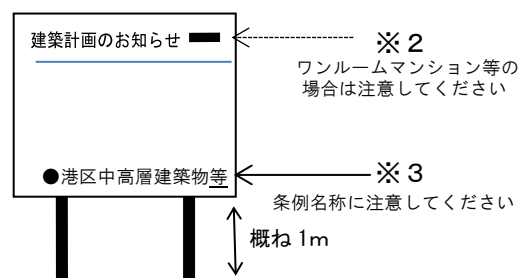 建築計画のお知らせ
※2
ワンルームマンション等の
場合は注意してください
●港区中高層建築物等
※3
条例名称に注意してください
概ね1m